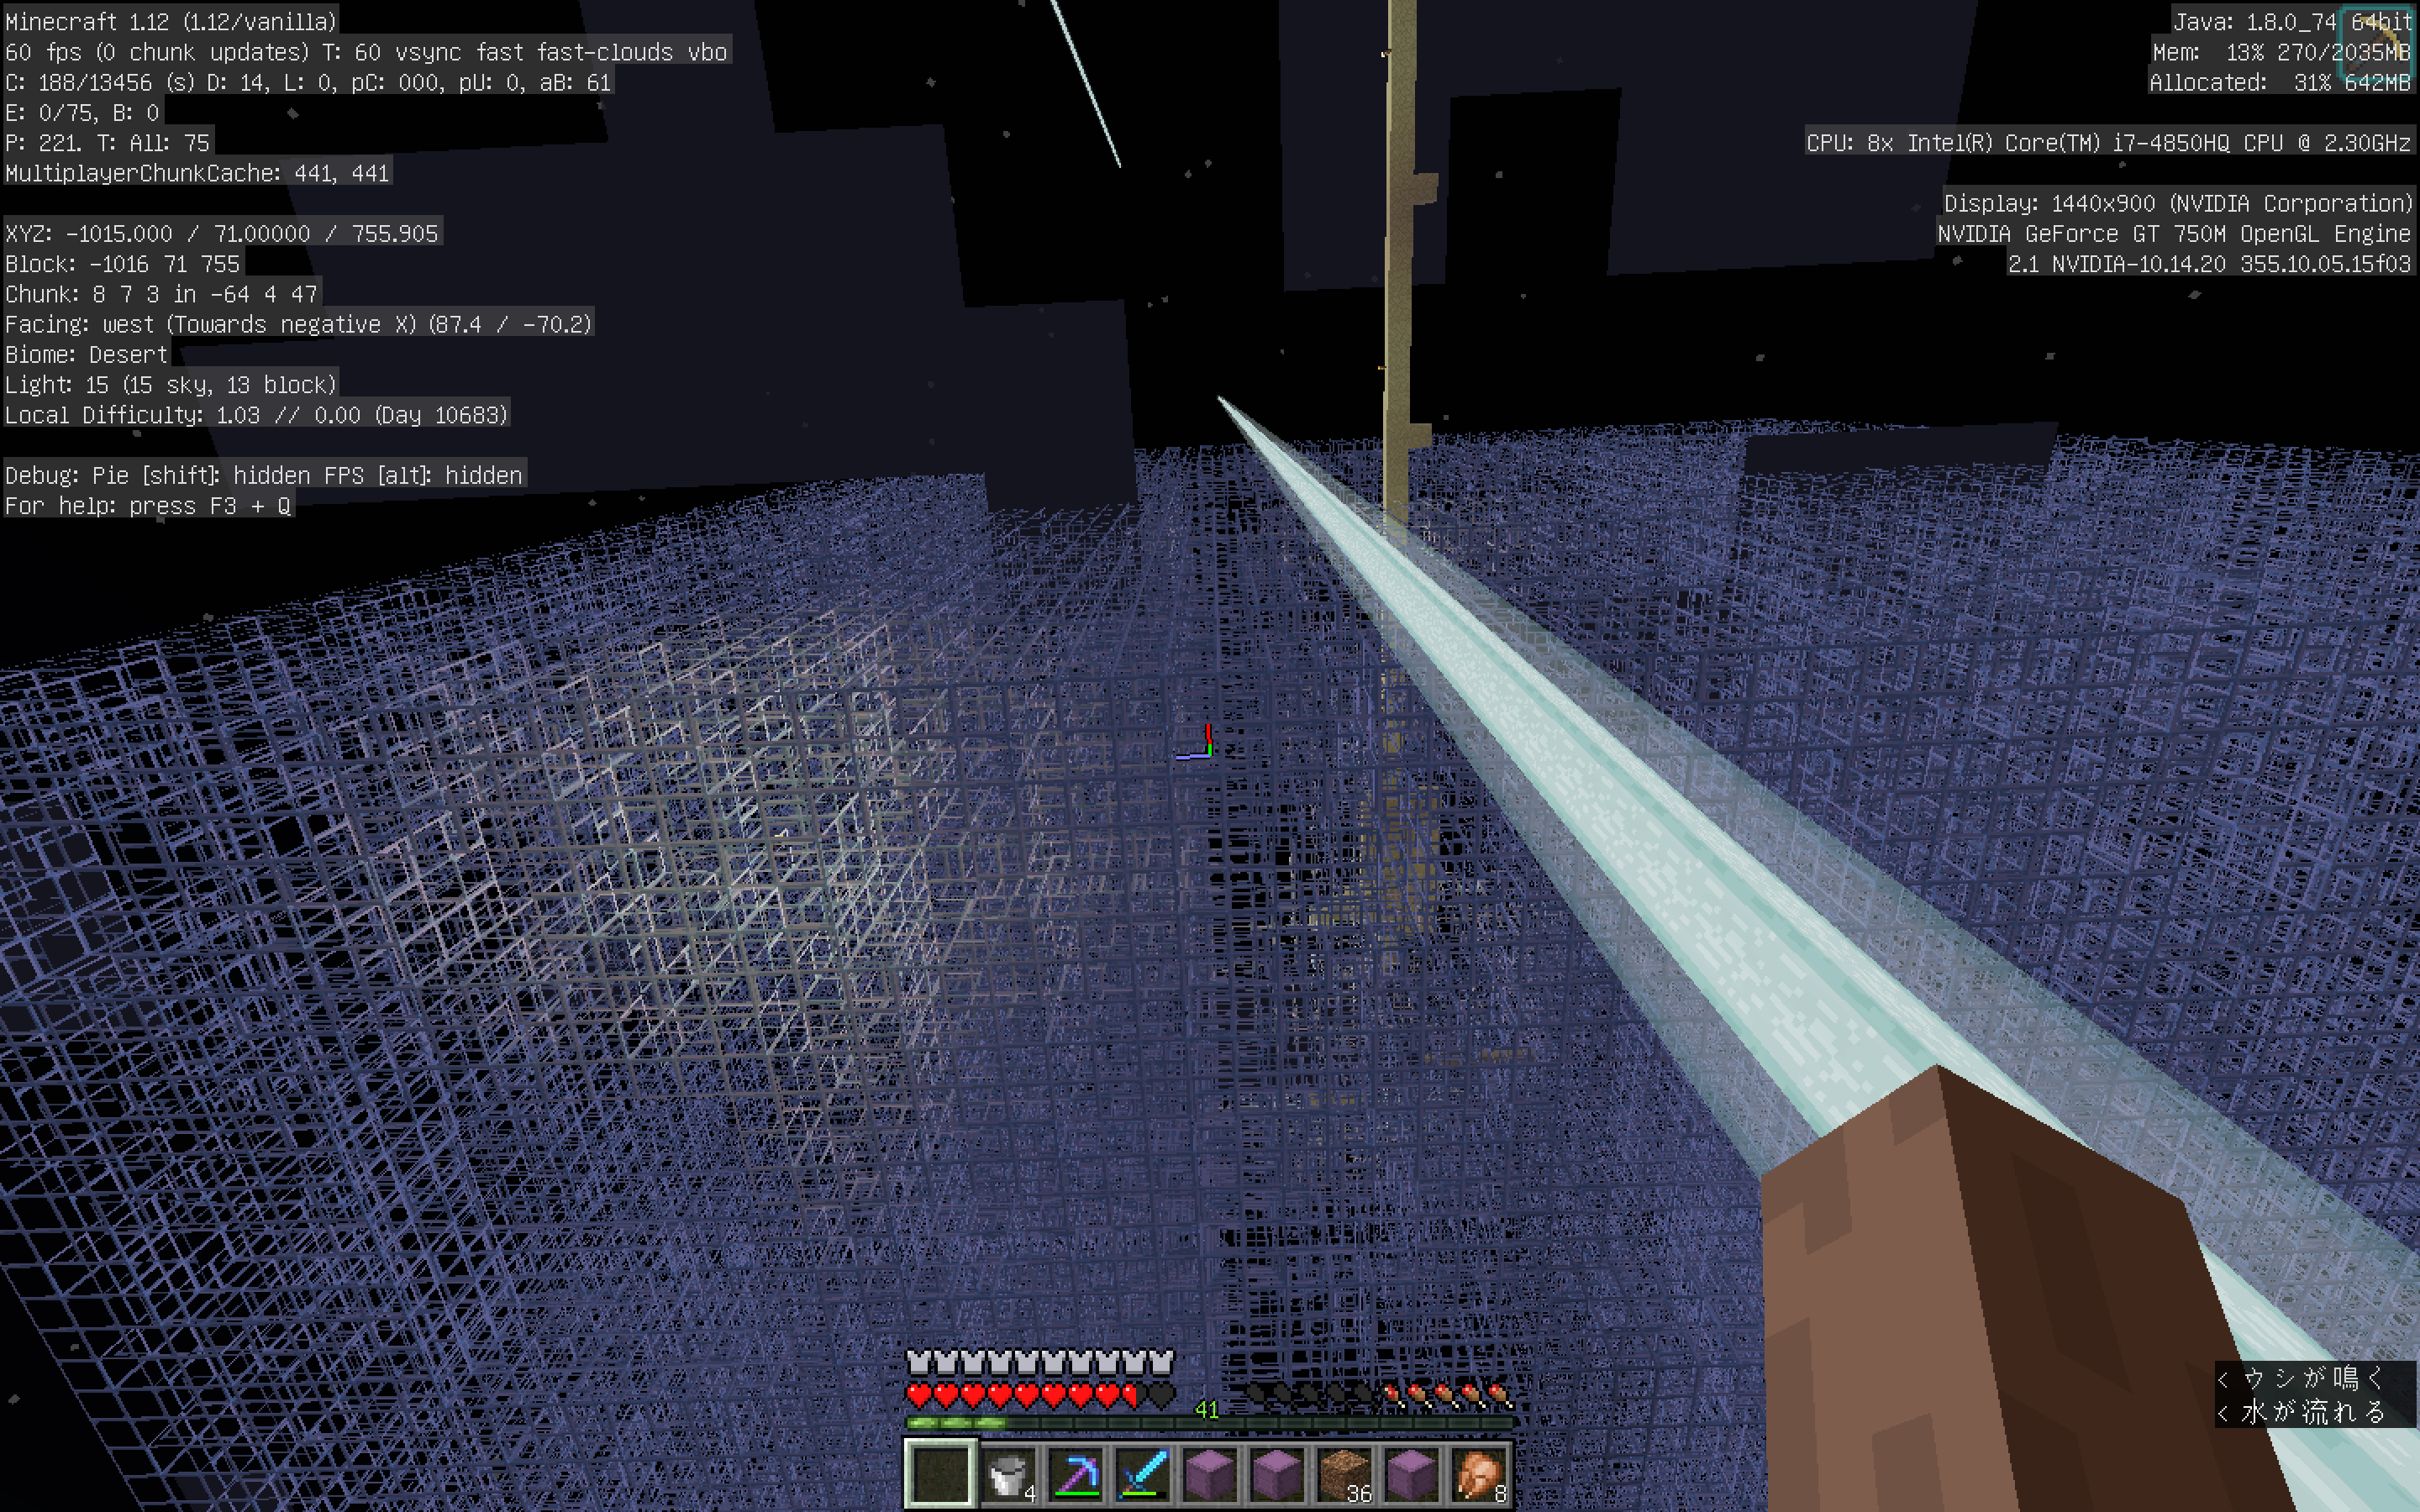 Minecraft 1.12 (1.12/vanilla)
60 fps (0 chunk updates) T: 60 vsync fast fast-clouds vbo
C: 188/13456 (s) D: 14, L: 0, pC: 000, pU: 0, aB: 61
E: 0/75, B: 0
P: 221. T: All: 75
MultiplayerChunkCache: 441, 441
XYZ: -1015.000 / 71.00000 / 755.905
Block: -1016 71 755
Chunk: 8 7 3 in -64 4 47
Facing: west (Towards negative X) (87.4 / -70.2)
Biome: Desert
Light: 15 (15 sky, 13 block)
Local Difficulty: 1.03 // 0.00 (Day 10683)
Debug: Pie [shift]: hidden FPS [alt]: hidden
For help: press F3 + Q
Java: 1.8.0_74 64bit
Mem: 13% 270/2035MB
Allocated: 31% 642MB
CPU: 8x Intel(R) Core(TM) i7-4850HQ CPU @ 2.30GHz
Display: 1440x900 (NVIDIA Corporation)
NVIDIA GeForce GT 750M OpenGL Engine
2.1 NVIDIA-10.14.20 355.10.05.15f03
< ウシが鳴く
< 水が流れる
41
4
36
8